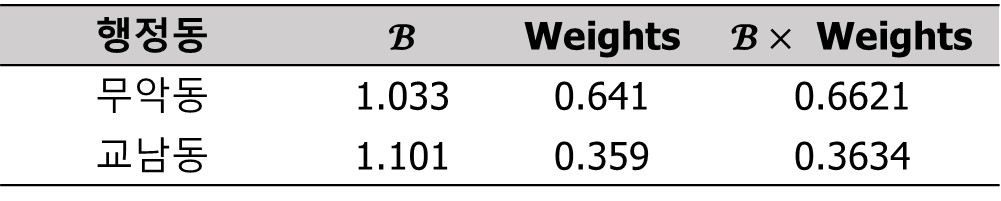 행정동 ℬ Weights ℬ × Weights
무악동 1.033 0.641 0.6621
교남동 1.101 0.359 0.3634